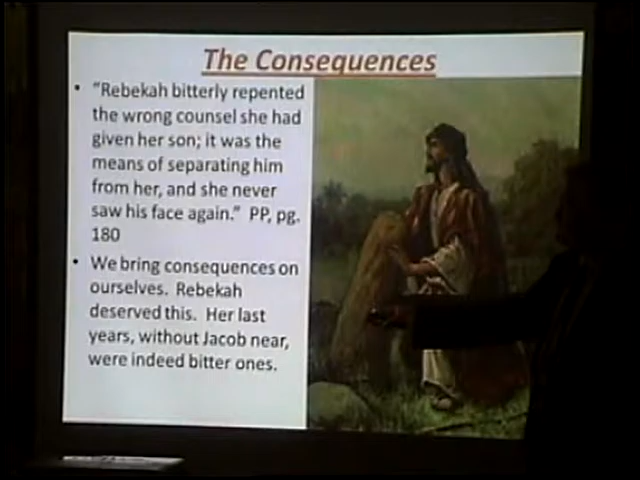 The Consequences
• “Rebekah bitterly repented
the wrong counsel she had
given her son; it was the
means of separating him
from her, and she never
saw his face again.” PP, pg.
180
• We bring consequences on
ourselves. Rebekah
deserved this. Her last
years, without Jacob near,
were indeed bitter ones.